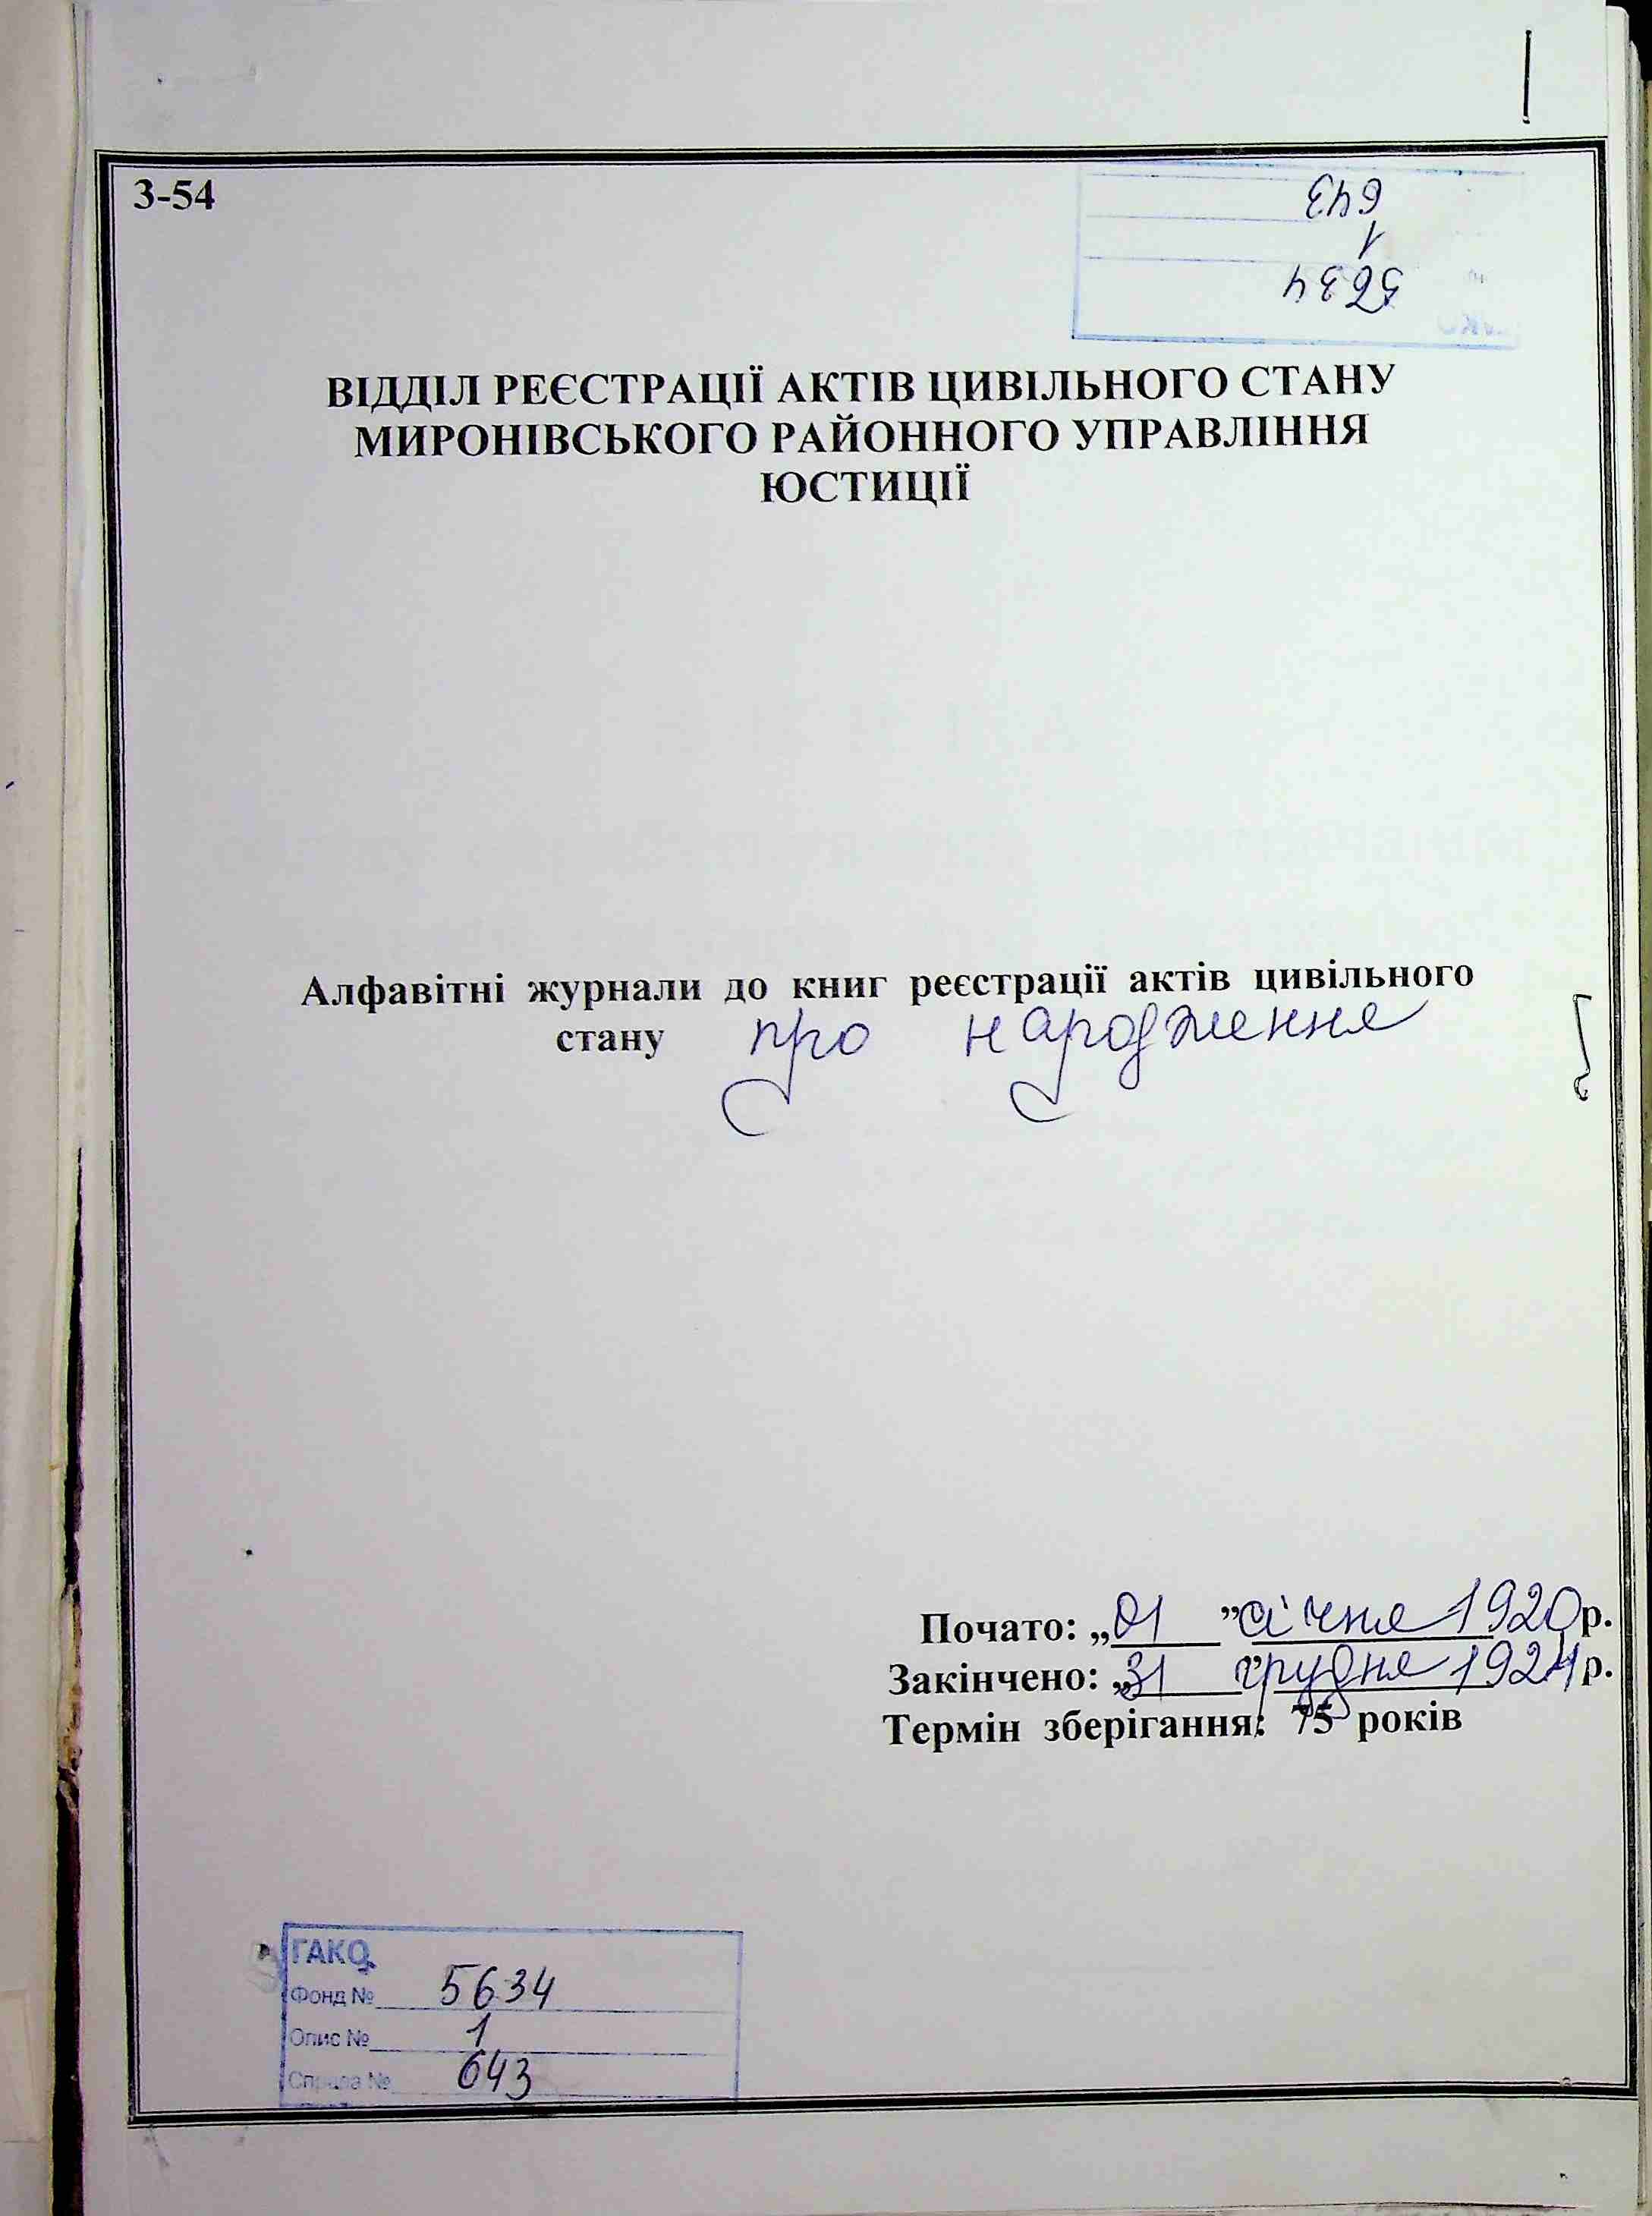 3-54
643
1
5634
ВІДДІЛ РЕЄСТРАЦІЇ АКТІВ ЦИВІЛЬНОГО СТАНУ
МИРОНІВСЬКОГО РАЙОННОГО УПРАВЛІННЯ
ЮСТИЦІЇ
Алфавітні журнали до книг реєстрації актів цивільного
стану про народження
Почато: „01 ” січня 1920р.
Закінчено: „31 ” грудня 1924р.
Термін зберігання: 75 років
ГАКО
Фонд № 5634
Опис № 1
Справа № 643